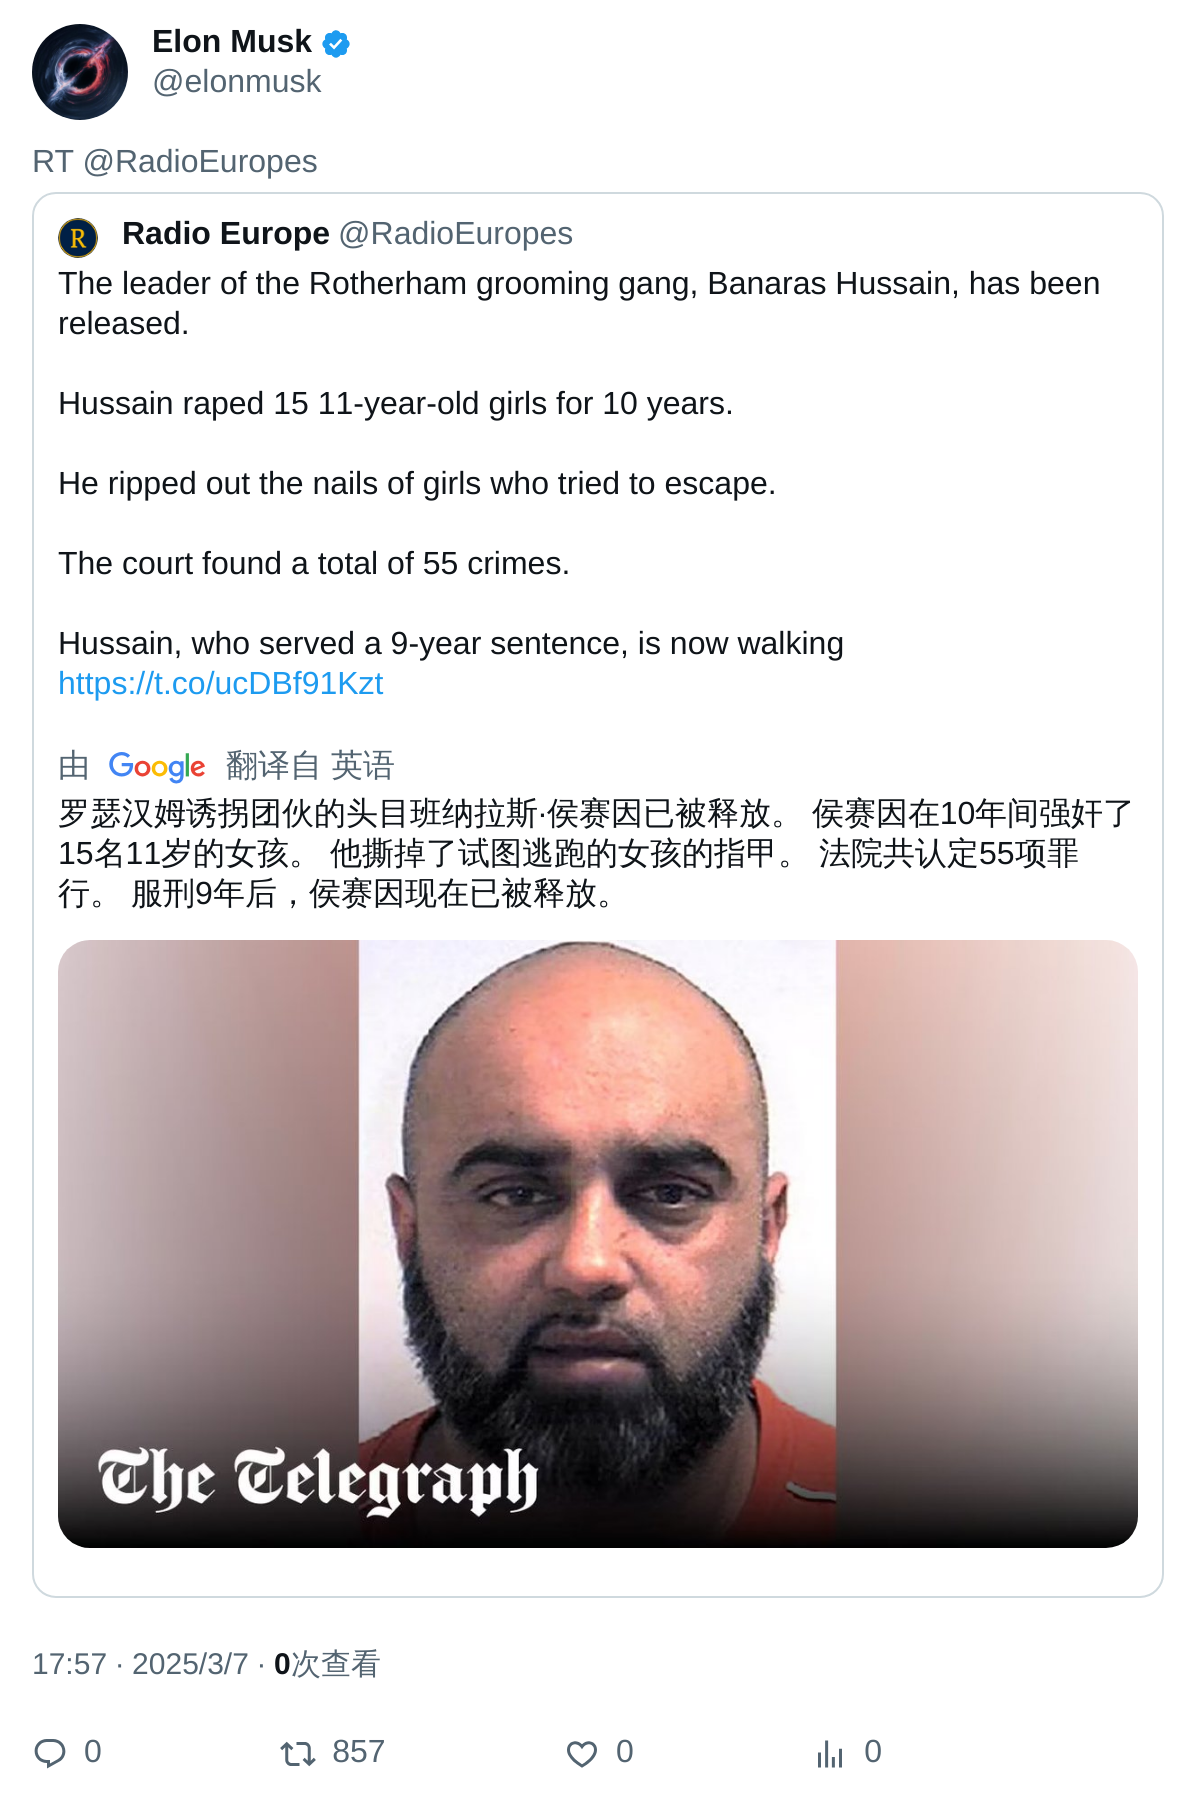 Elon Musk
@elonmusk
RT @RadioEuropes
R Radio Europe @RadioEuropes
The leader of the Rotherham grooming gang, Banaras Hussain, has been
released.
Hussain raped 15 11-year-old girls for 10 years.
He ripped out the nails of girls who tried to escape.
The court found a total of 55 crimes.
Hussain, who served a 9-year sentence, is now walking
https://t.co/ucDBf91Kzt
由 Google 翻译自 英语
罗瑟汉姆诱拐团伙的头目班纳拉斯·侯赛因已被释放。 侯赛因在10年间强奸了
15名11岁的女孩。 他撕掉了试图逃跑的女孩的指甲。 法院共认定55项罪
行。 服刑9年后，侯赛因现在已被释放。
The Telegraph
17:57 · 2025/3/7 · 0次查看
0 857 0 0